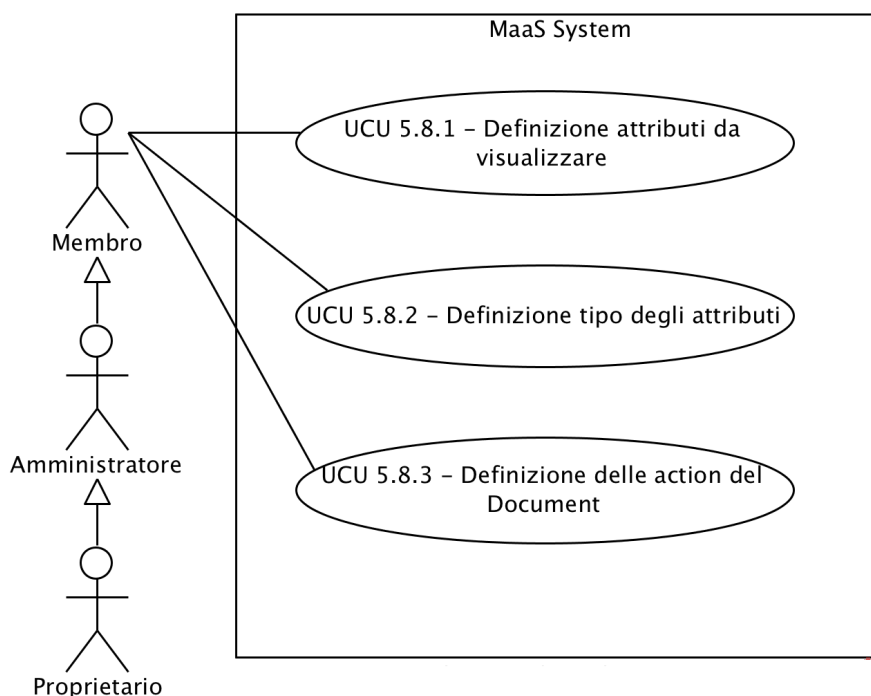 MaaS System
UCU 5.8.1 – Definizione attributi da
visualizzare
Membro
UCU 5.8.2 – Definizione tipo degli attributi
Amministratore
UCU 5.8.3 – Definizione delle action del
Document
Proprietario